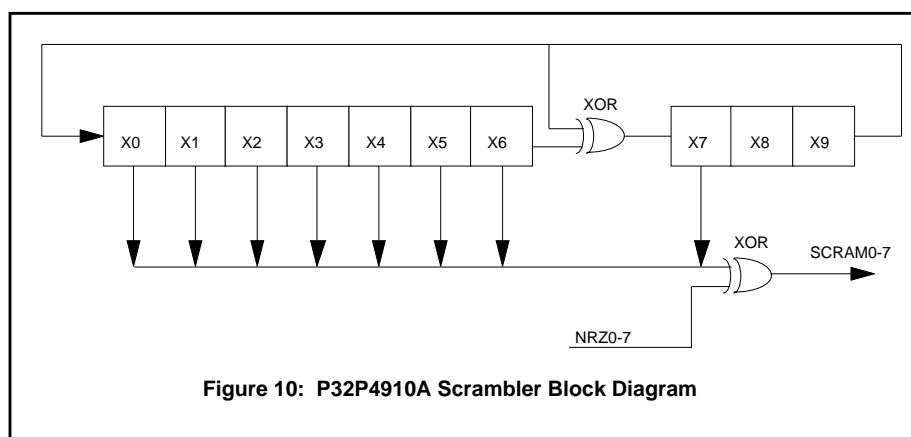 XOR
X0 X1 X2 X3 X4 X5 X6 X7 X8 X9
XOR
SCRAM0-7
NRZ0-7
Figure 10: P32P4910A Scrambler Block Diagram